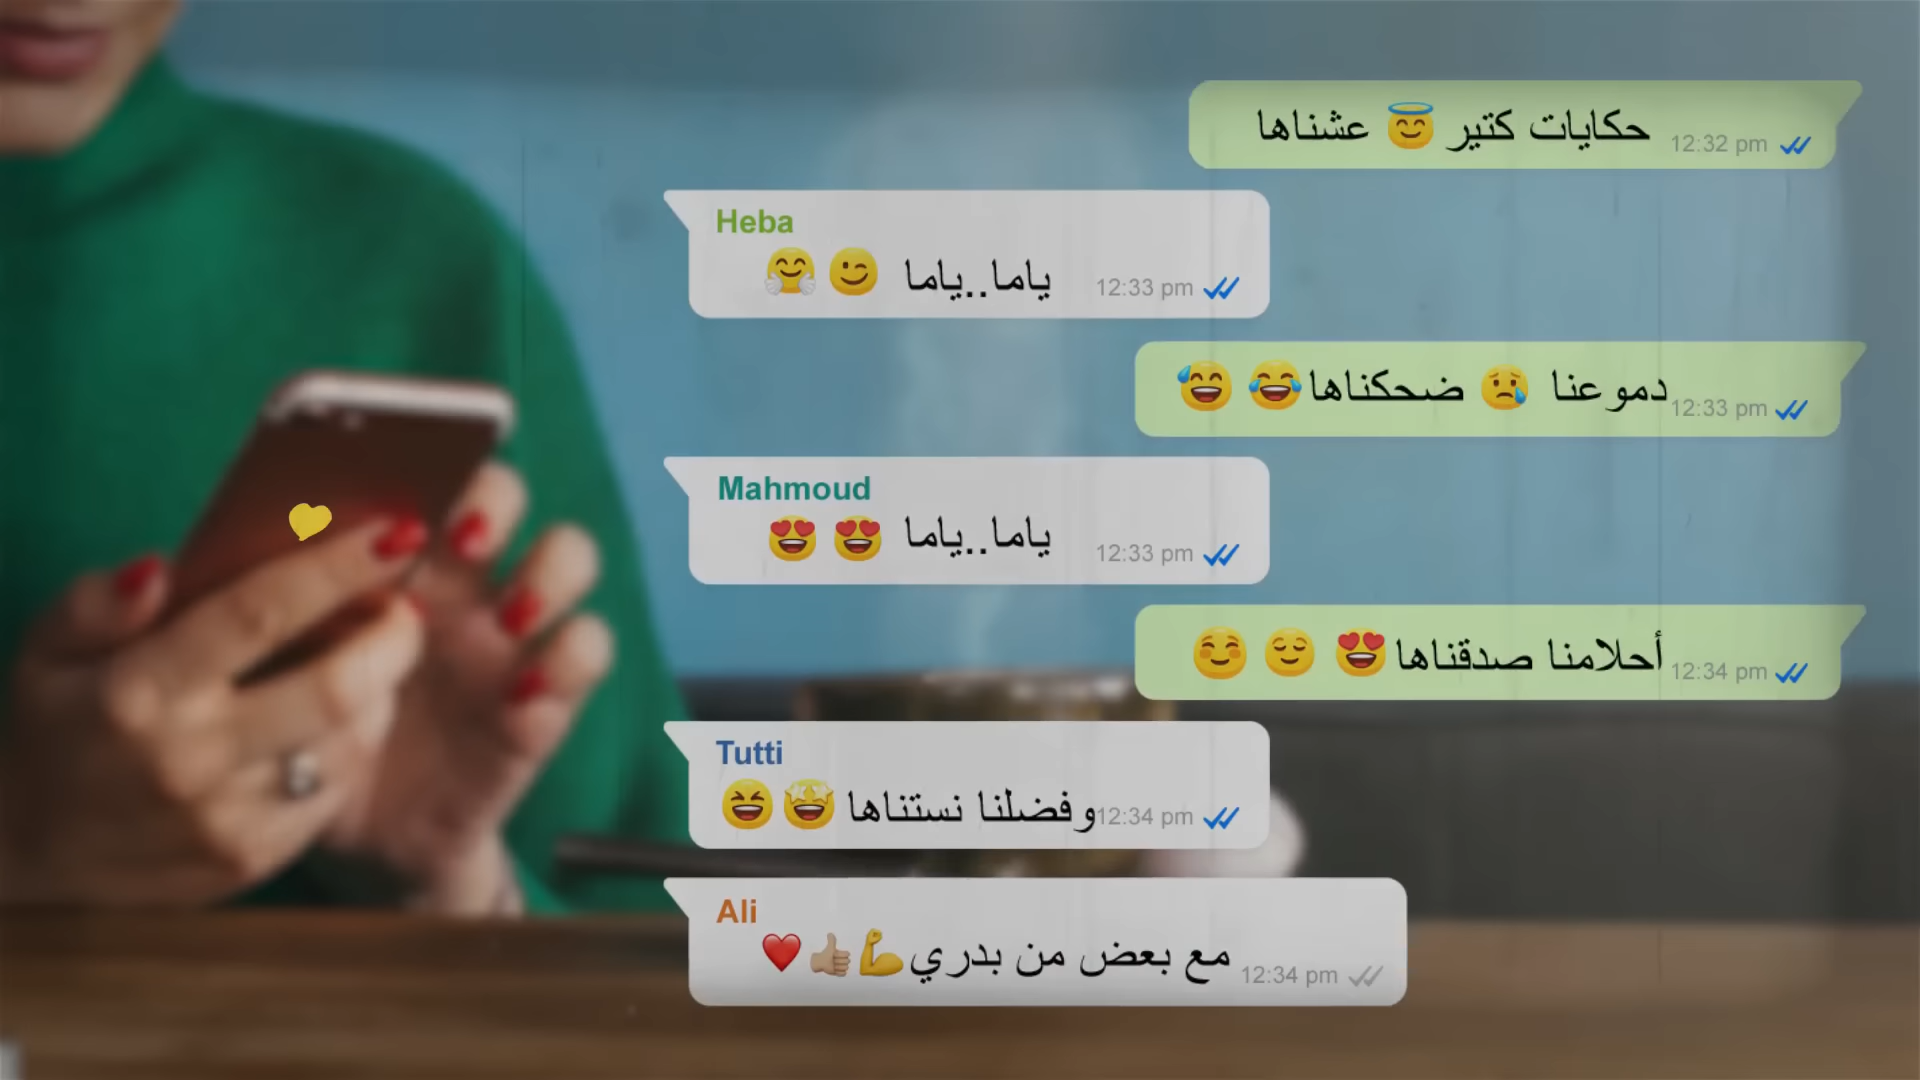 حكايات كتير 😇 عشناها 12:32 pm
Heba
ياما..ياما 😉 🤗 12:33 pm
دموعنا 😢 ضحكناها 😂 😅 12:33 pm
Mahmoud
ياما..ياما 😍 😍 12:33 pm
أحلامنا صدقناها 😍 😌 ☺️ 12:34 pm
Tutti
وفضلنا نستناها 🤩 😆 12:34 pm
Ali
مع بعض من بدري 💪 👍🏼 ❤️ 12:34 pm